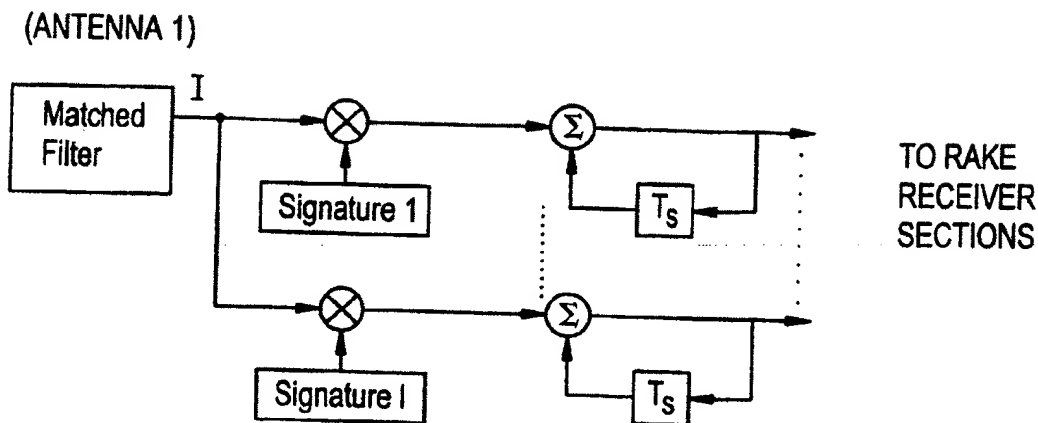 (ANTENNA 1)
I
Matched
Filter
Σ
Signature 1
T_S
TO RAKE
RECEIVER
SECTIONS
Σ
Signature I
T_S